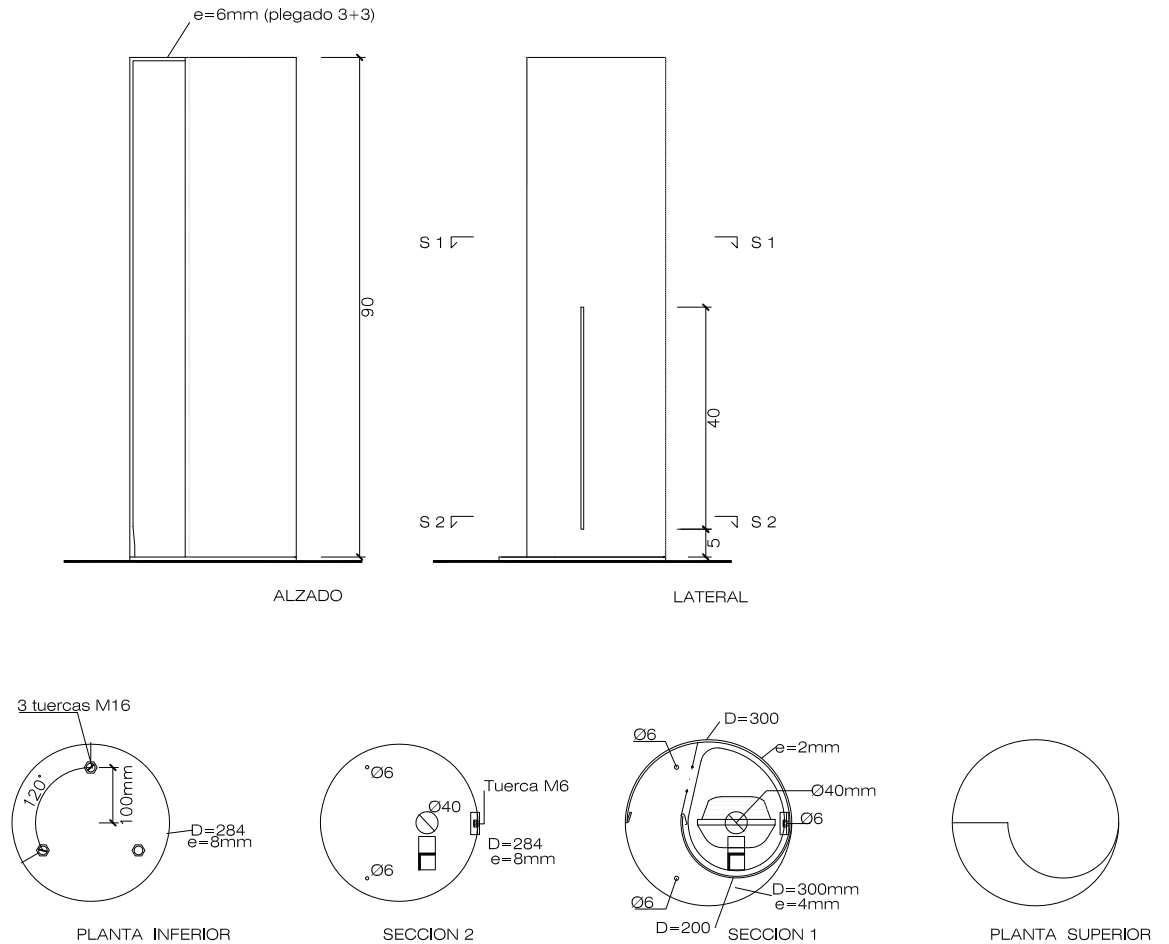 e=6mm (plegado 3+3)
90
S 1
S 1
40
S 2
S 2
5
ALZADO
LATERAL
3 tuercas M16
120°
100mm
D=284
e=8mm
PLANTA INFERIOR
Ø6
Ø40
Tuerca M6
D=284
e=8mm
Ø6
SECCION 2
D=300
Ø6
e=2mm
Ø40mm
Ø6
D=300mm
e=4mm
Ø6
D=200
SECCION 1
PLANTA SUPERIOR